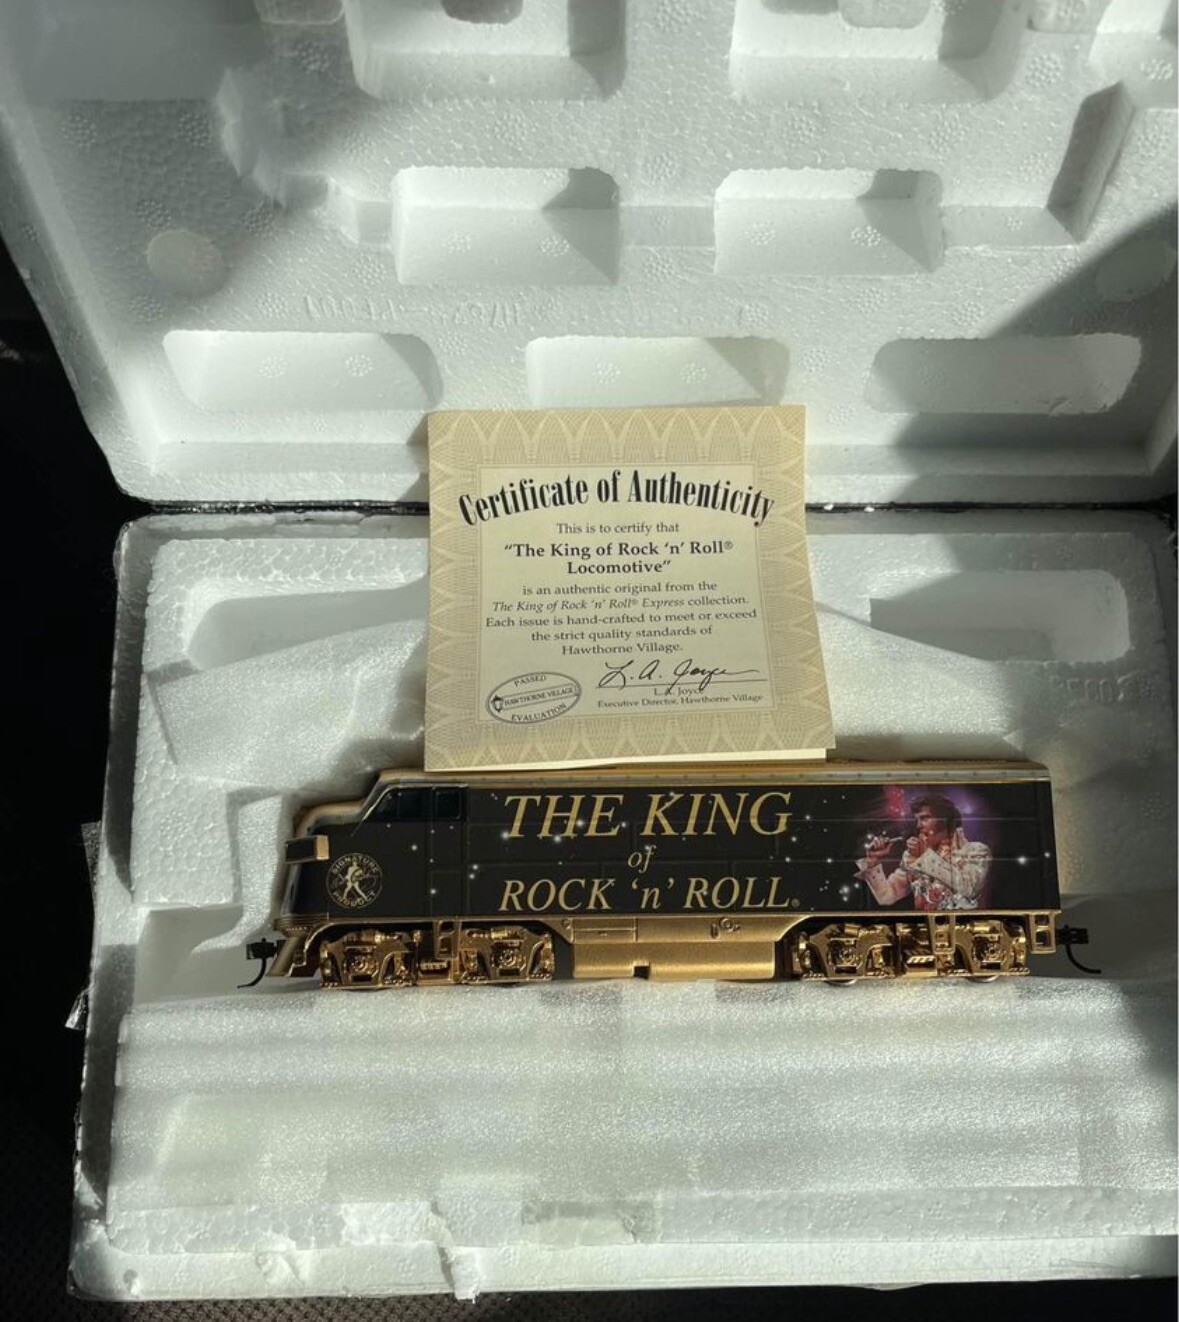 Certificate of Authenticity
This is to certify that
“The King of Rock ‘n’ Roll®
Locomotive”
is an authentic original from the
The King of Rock ‘n’ Roll® Express collection.
Each issue is hand-crafted to meet or exceed
the strict quality standards of
Hawthorne Village.
PASSED
HAWTHORNE VILLAGE
EVALUATION
L. A. Joyce
L.A. Joyce
Executive Director, Hawthorne Village
THE KING
of
ROCK ‘n’ ROLL®
SIGNATURE
PRODUCT